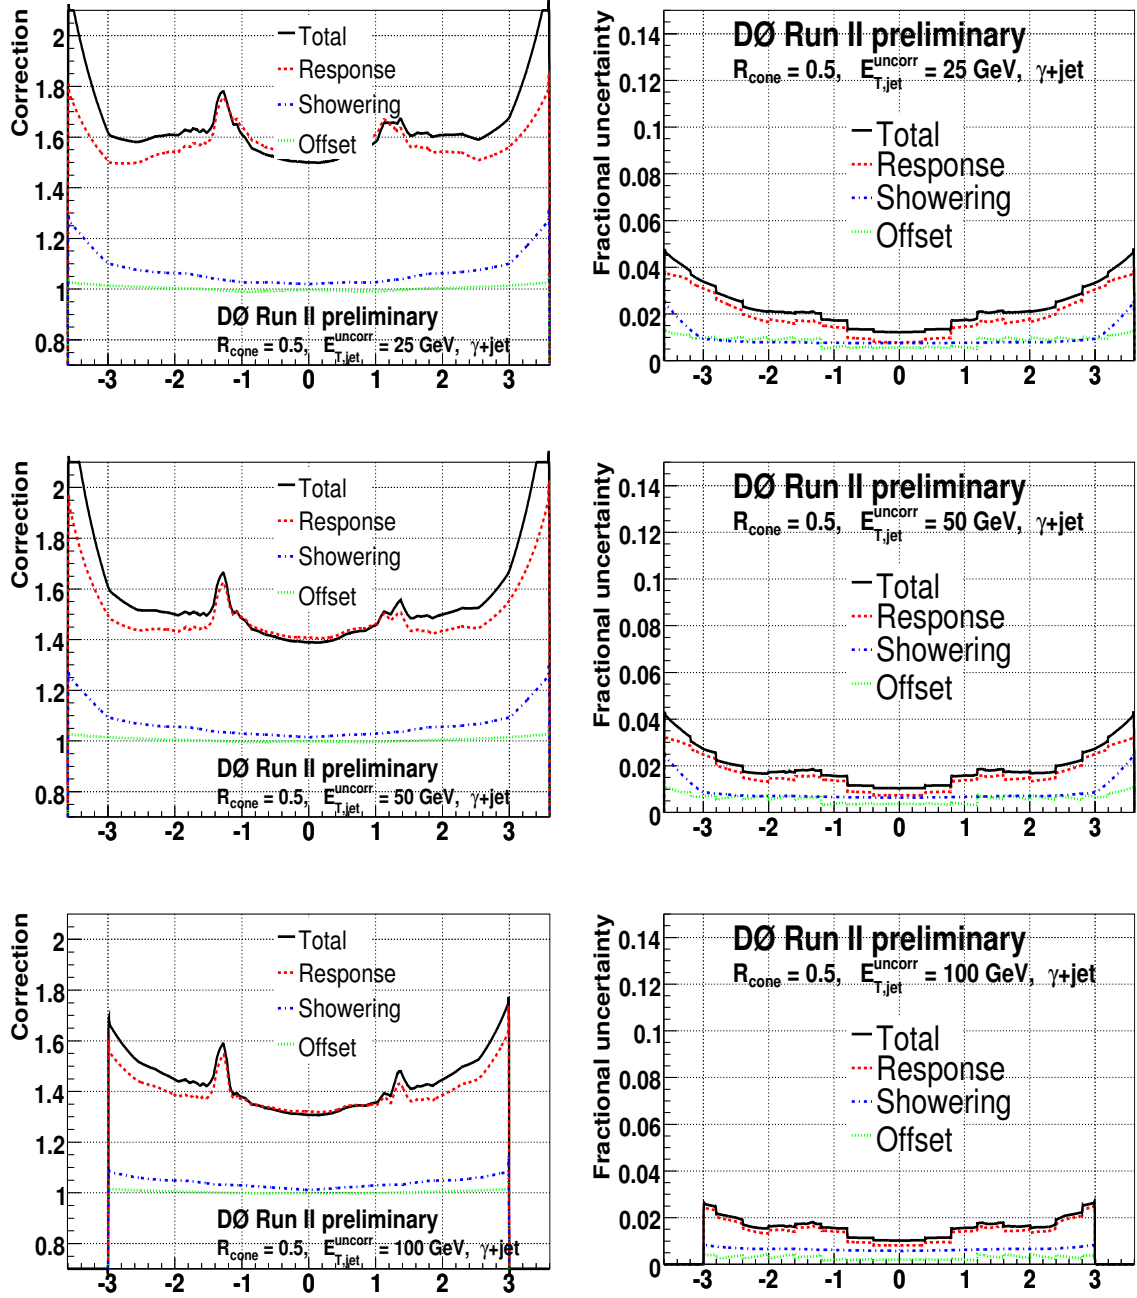 Correction
2
1.8
1.6
1.4
1.2
1
0.8
Total
Response
Showering
Offset
DØ Run II preliminary
R_cone = 0.5, E_T,jet^uncorr = 25 GeV, γ+jet
-3 -2 -1 0 1 2 3
Fractional uncertainty
0.14
0.12
0.1
0.08
0.06
0.04
0.02
0
DØ Run II preliminary
R_cone = 0.5, E_T,jet^uncorr = 25 GeV, γ+jet
Total
Response
Showering
Offset
-3 -2 -1 0 1 2 3
Correction
2
1.8
1.6
1.4
1.2
1
0.8
Total
Response
Showering
Offset
DØ Run II preliminary
R_cone = 0.5, E_T,jet^uncorr = 50 GeV, γ+jet
-3 -2 -1 0 1 2 3
Fractional uncertainty
0.14
0.12
0.1
0.08
0.06
0.04
0.02
0
DØ Run II preliminary
R_cone = 0.5, E_T,jet^uncorr = 50 GeV, γ+jet
Total
Response
Showering
Offset
-3 -2 -1 0 1 2 3
Correction
2
1.8
1.6
1.4
1.2
1
0.8
Total
Response
Showering
Offset
DØ Run II preliminary
R_cone = 0.5, E_T,jet^uncorr = 100 GeV, γ+jet
-3 -2 -1 0 1 2 3
Fractional uncertainty
0.14
0.12
0.1
0.08
0.06
0.04
0.02
0
DØ Run II preliminary
R_cone = 0.5, E_T,jet^uncorr = 100 GeV, γ+jet
Total
Response
Showering
Offset
-3 -2 -1 0 1 2 3